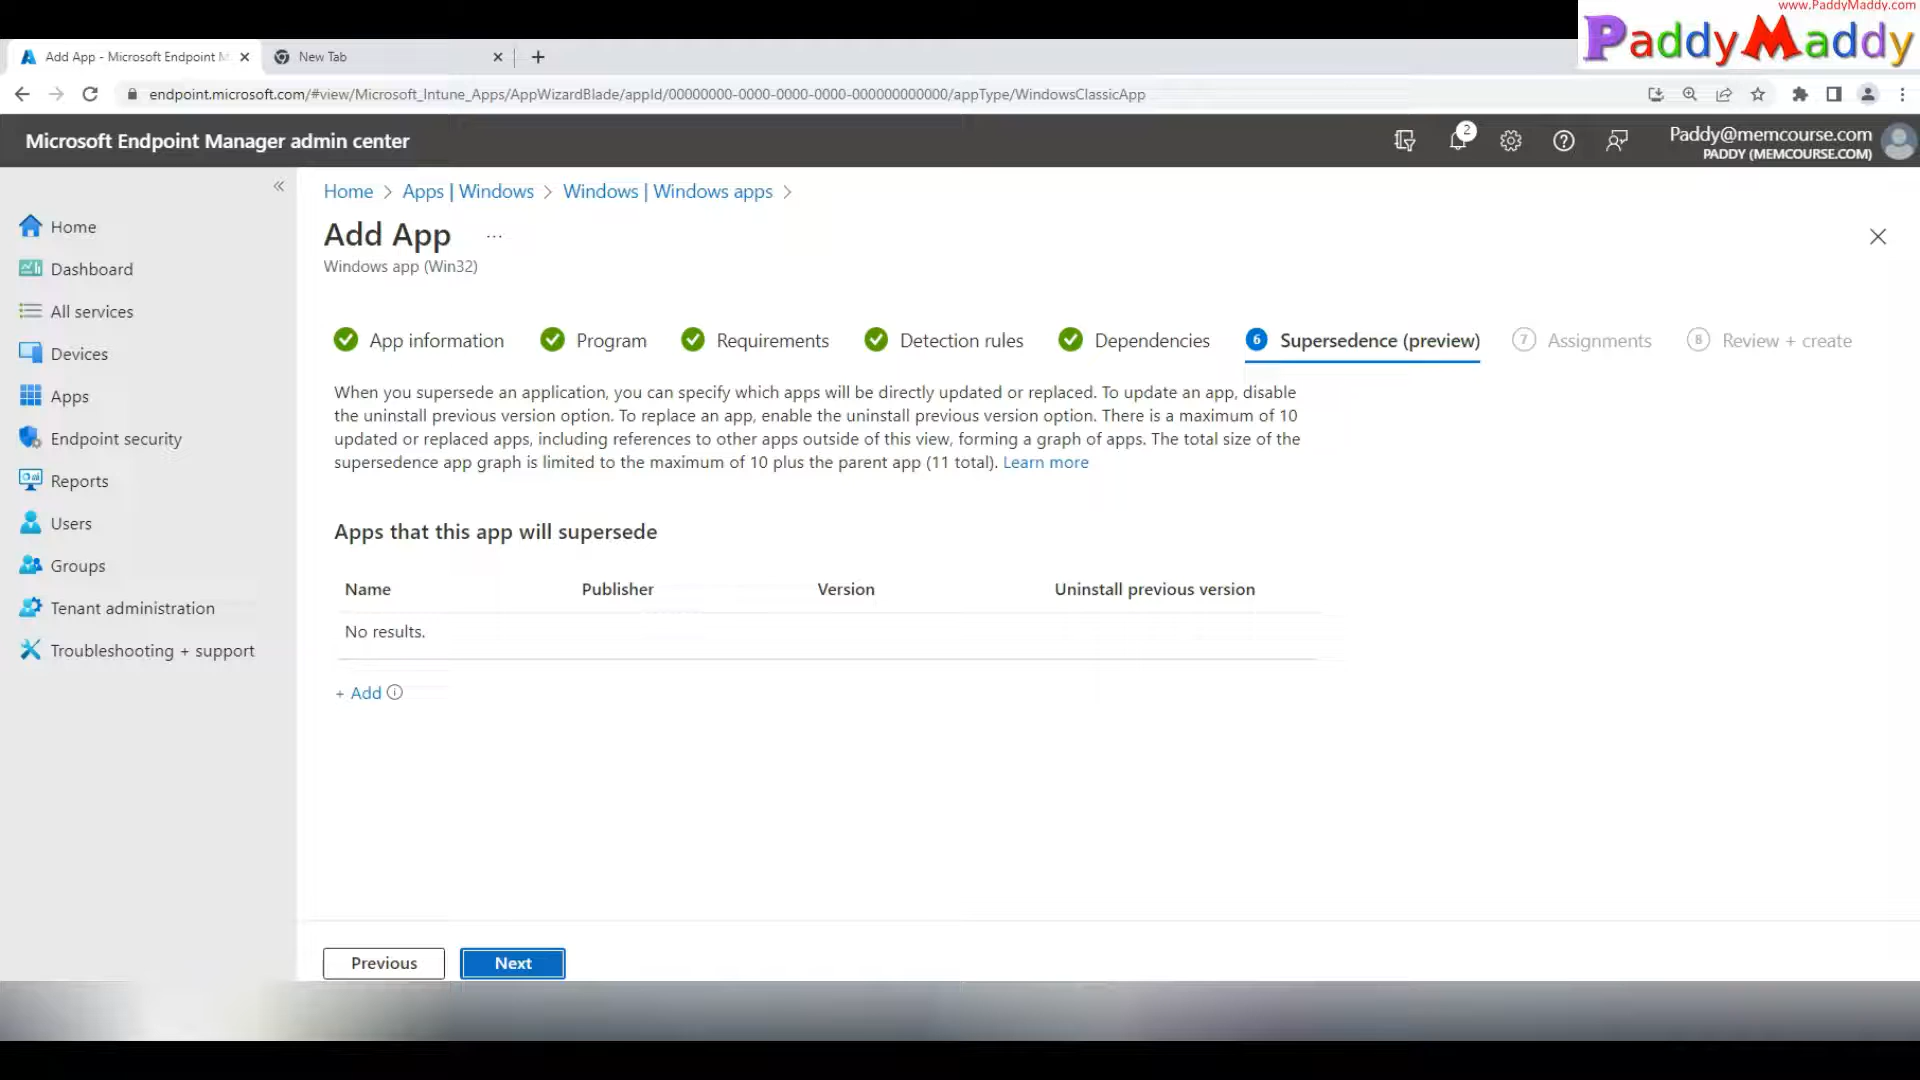 www.PaddyMaddy.com
PaddyMaddy
Add App - Microsoft Endpoint M
New Tab
endpoint.microsoft.com/#view/Microsoft_Intune_Apps/AppWizardBlade/appId/00000000-0000-0000-0000-000000000000/appType/WindowsClassicApp
Microsoft Endpoint Manager admin center
2
Paddy@memcourse.com
PADDY (MEMCOURSE.COM)
Home > Apps | Windows > Windows | Windows apps >
Add App ...
Windows app (Win32)
Home
Dashboard
All services
Devices
Apps
Endpoint security
Reports
Users
Groups
Tenant administration
Troubleshooting + support
App information
Program
Requirements
Detection rules
Dependencies
6 Supersedence (preview)
7 Assignments
8 Review + create
When you supersede an application, you can specify which apps will be directly updated or replaced. To update an app, disable
the uninstall previous version option. To replace an app, enable the uninstall previous version option. There is a maximum of 10
updated or replaced apps, including references to other apps outside of this view, forming a graph of apps. The total size of the
supersedence app graph is limited to the maximum of 10 plus the parent app (11 total). Learn more
Apps that this app will supersede
Name Publisher Version Uninstall previous version
No results.
+ Add
Previous
Next